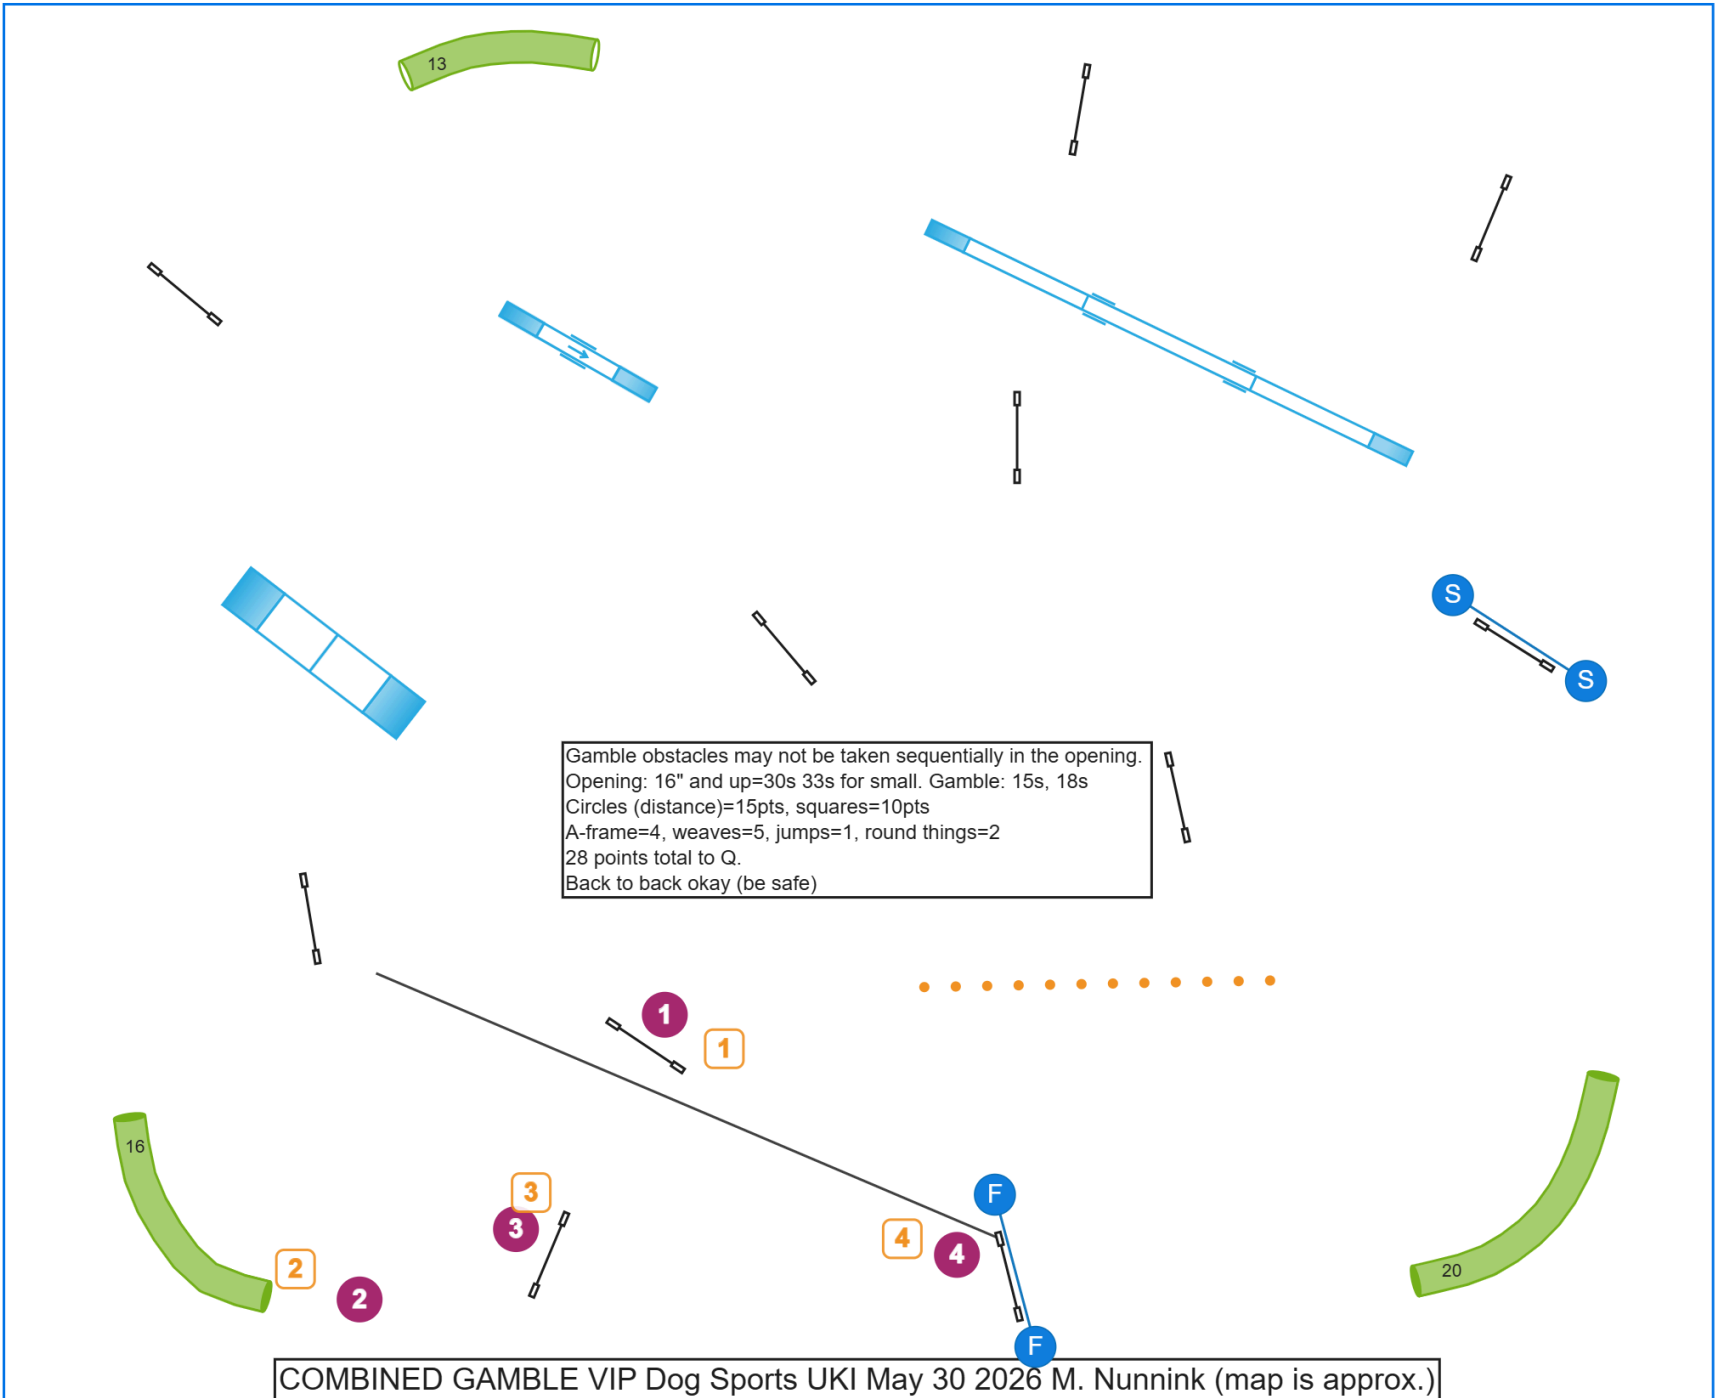 13
S
S
Gamble obstacles may not be taken sequentially in the opening.
Opening: 16" and up=30s 33s for small. Gamble: 15s, 18s
Circles (distance)=15pts, squares=10pts
A-frame=4, weaves=5, jumps=1, round things=2
28 points total to Q.
Back to back okay (be safe)
1
1
16
3
F
3
4
4
2
2
20
F
COMBINED GAMBLE VIP Dog Sports UKI May 30 2026 M. Nunnink (map is approx.)